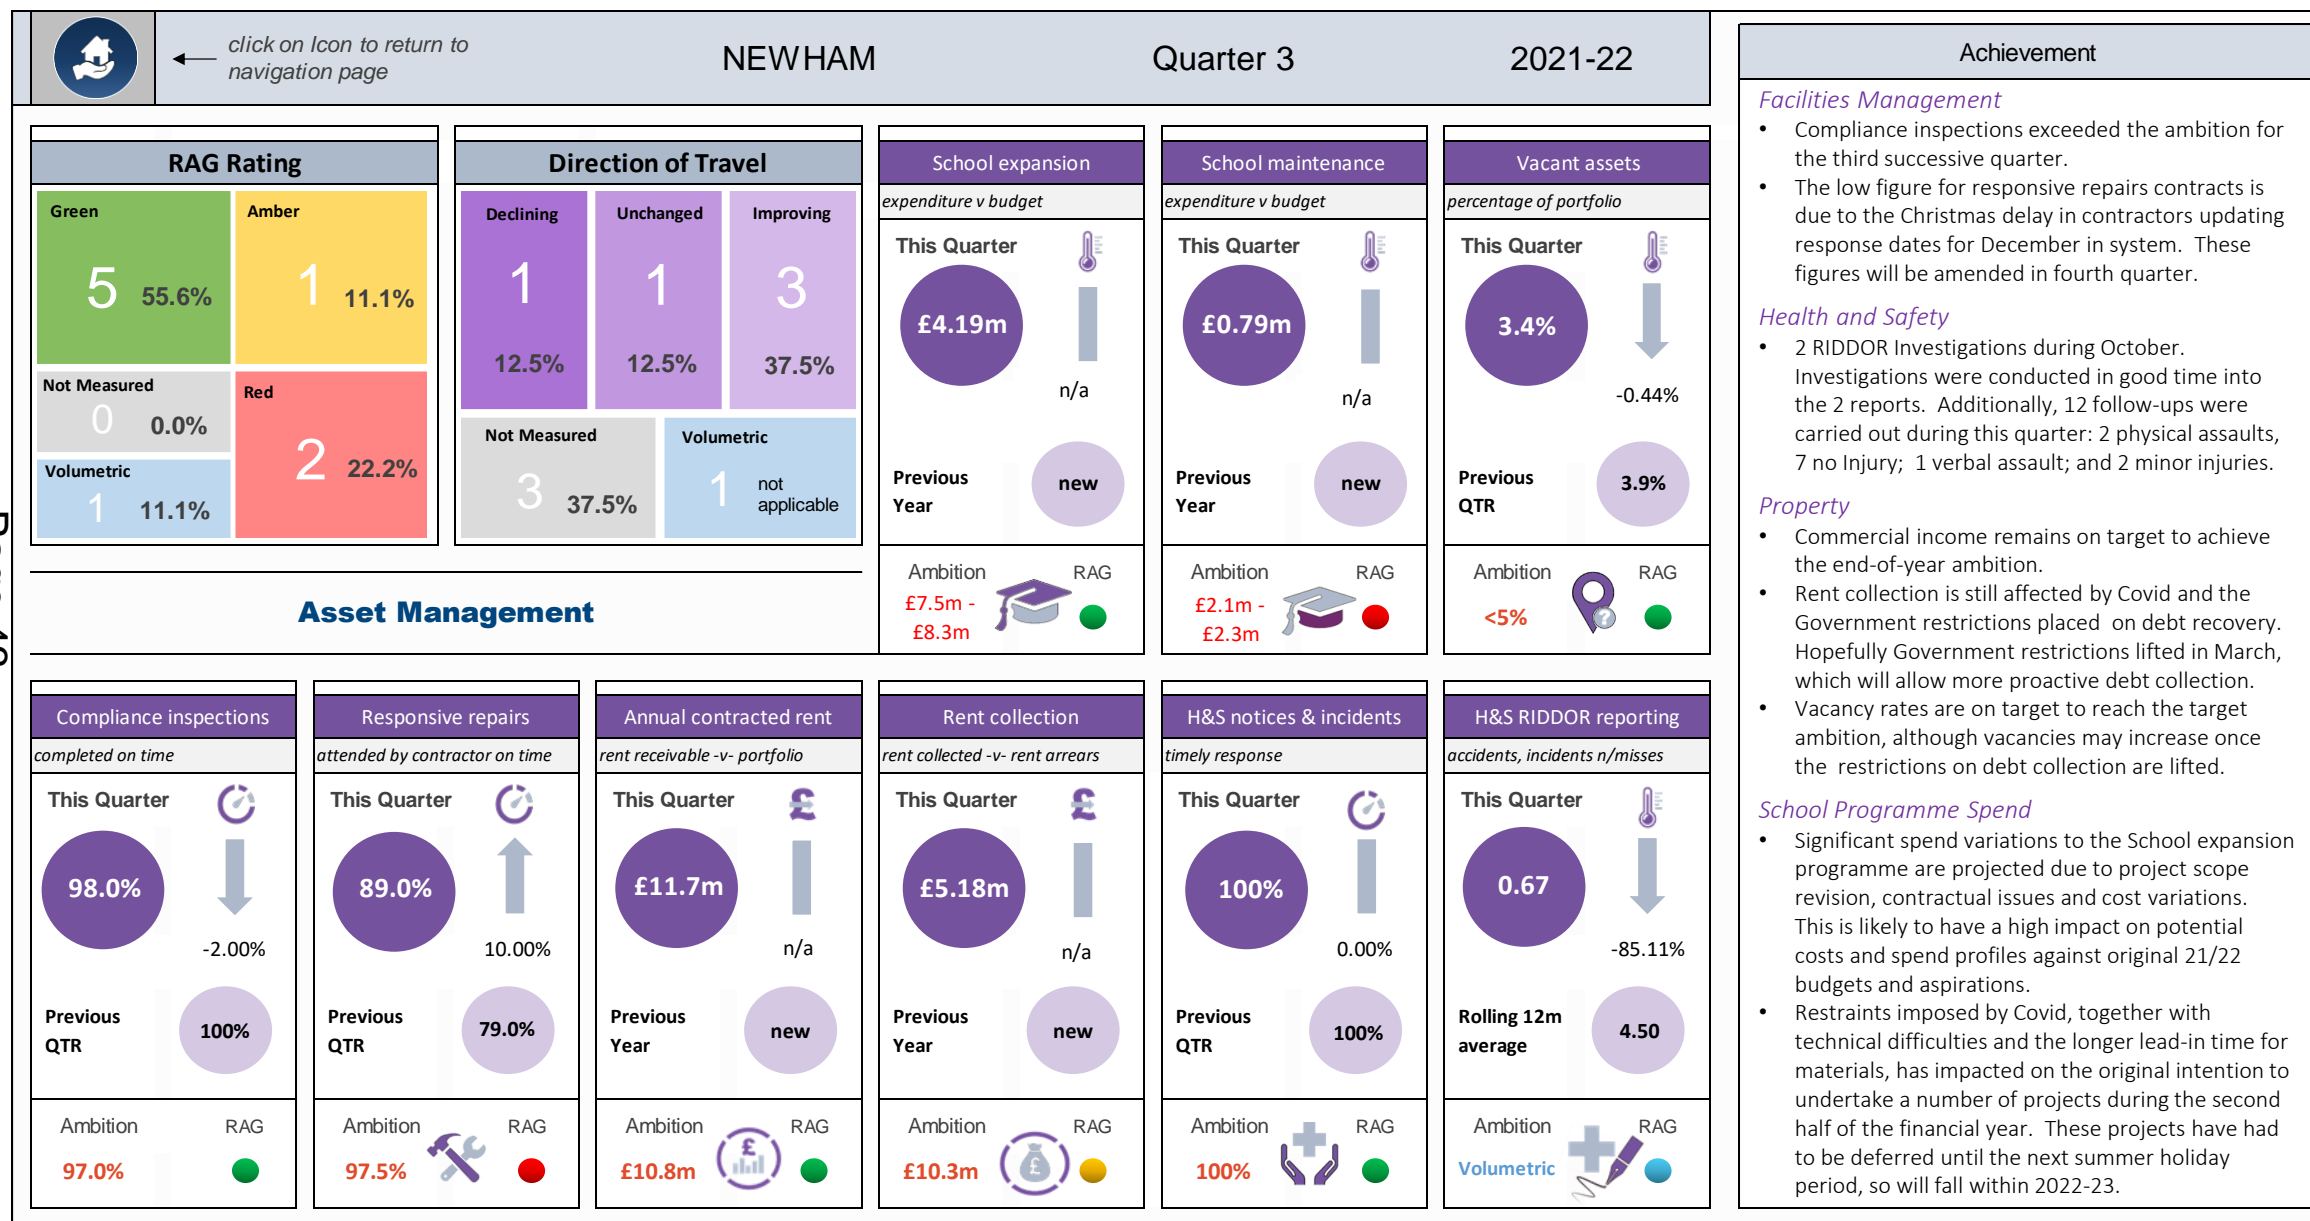 click on Icon to return to
navigation page
NEWHAM
Quarter 3
2021-22
RAG Rating
Green
5 55.6%
Amber
1 11.1%
Not Measured
0 0.0%
Red
2 22.2%
Volumetric
1 11.1%
Direction of Travel
Declining
1
12.5%
Unchanged
1
12.5%
Improving
3
37.5%
Not Measured
3 37.5%
Volumetric
1 not
applicable
Asset Management
School expansion
expenditure v budget
This Quarter
£4.19m
n/a
Previous
Year
new
Ambition
RAG
£7.5m -
£8.3m
School maintenance
expenditure v budget
This Quarter
£0.79m
n/a
Previous
Year
new
Ambition
RAG
£2.1m -
£2.3m
Vacant assets
percentage of portfolio
This Quarter
3.4%
-0.44%
Previous
QTR
3.9%
Ambition
RAG
<5%
?
Compliance inspections
completed on time
This Quarter
98.0%
-2.00%
Previous
QTR
100%
Ambition
RAG
97.0%
Responsive repairs
attended by contractor on time
This Quarter
89.0%
10.00%
Previous
QTR
79.0%
Ambition
RAG
97.5%
Annual contracted rent
rent receivable -v- portfolio
This Quarter
£
£11.7m
n/a
Previous
Year
new
Ambition
RAG
£10.8m
£
Rent collection
rent collected -v- rent arrears
This Quarter
£
£5.18m
n/a
Previous
Year
new
Ambition
RAG
£10.3m
£
H&S notices & incidents
timely response
This Quarter
100%
0.00%
Previous
QTR
100%
Ambition
RAG
100%
H&S RIDDOR reporting
accidents, incidents n/misses
This Quarter
0.67
-85.11%
Rolling 12m
average
4.50
Ambition
RAG
Volumetric
Achievement
Facilities Management
• Compliance inspections exceeded the ambition for
the third successive quarter.
• The low figure for responsive repairs contracts is
due to the Christmas delay in contractors updating
response dates for December in system. These
figures will be amended in fourth quarter.
Health and Safety
• 2 RIDDOR Investigations during October.
Investigations were conducted in good time into
the 2 reports. Additionally, 12 follow-ups were
carried out during this quarter: 2 physical assaults,
7 no Injury; 1 verbal assault; and 2 minor injuries.
Property
• Commercial income remains on target to achieve
the end-of-year ambition.
• Rent collection is still affected by Covid and the
Government restrictions placed on debt recovery.
Hopefully Government restrictions lifted in March,
which will allow more proactive debt collection.
• Vacancy rates are on target to reach the target
ambition, although vacancies may increase once
the restrictions on debt collection are lifted.
School Programme Spend
• Significant spend variations to the School expansion
programme are projected due to project scope
revision, contractual issues and cost variations.
This is likely to have a high impact on potential
costs and spend profiles against original 21/22
budgets and aspirations.
• Restraints imposed by Covid, together with
technical difficulties and the longer lead-in time for
materials, has impacted on the original intention to
undertake a number of projects during the second
half of the financial year. These projects have had
to be deferred until the next summer holiday
period, so will fall within 2022-23.